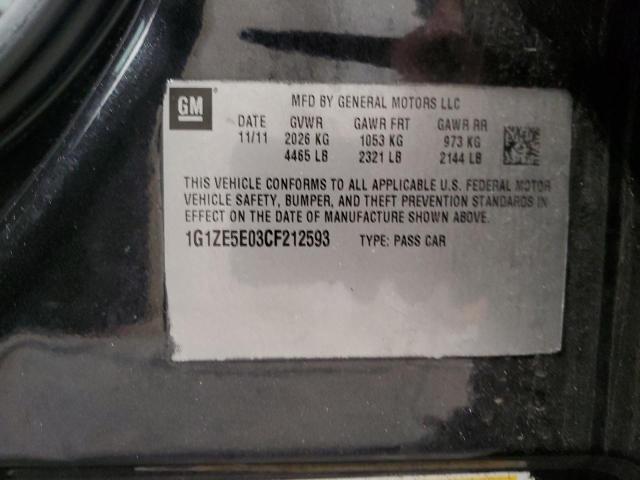 GM MFD BY GENERAL MOTORS LLC
DATE GVWR GAWR FRT GAWR RR
11/11 2026 KG 1053 KG 973 KG
4465 LB 2321 LB 2144 LB
THIS VEHICLE CONFORMS TO ALL APPLICABLE U.S. FEDERAL MOTOR
VEHICLE SAFETY, BUMPER, AND THEFT PREVENTION STANDARDS IN
EFFECT ON THE DATE OF MANUFACTURE SHOWN ABOVE.
1G1ZE5E03CF212593 TYPE: PASS CAR